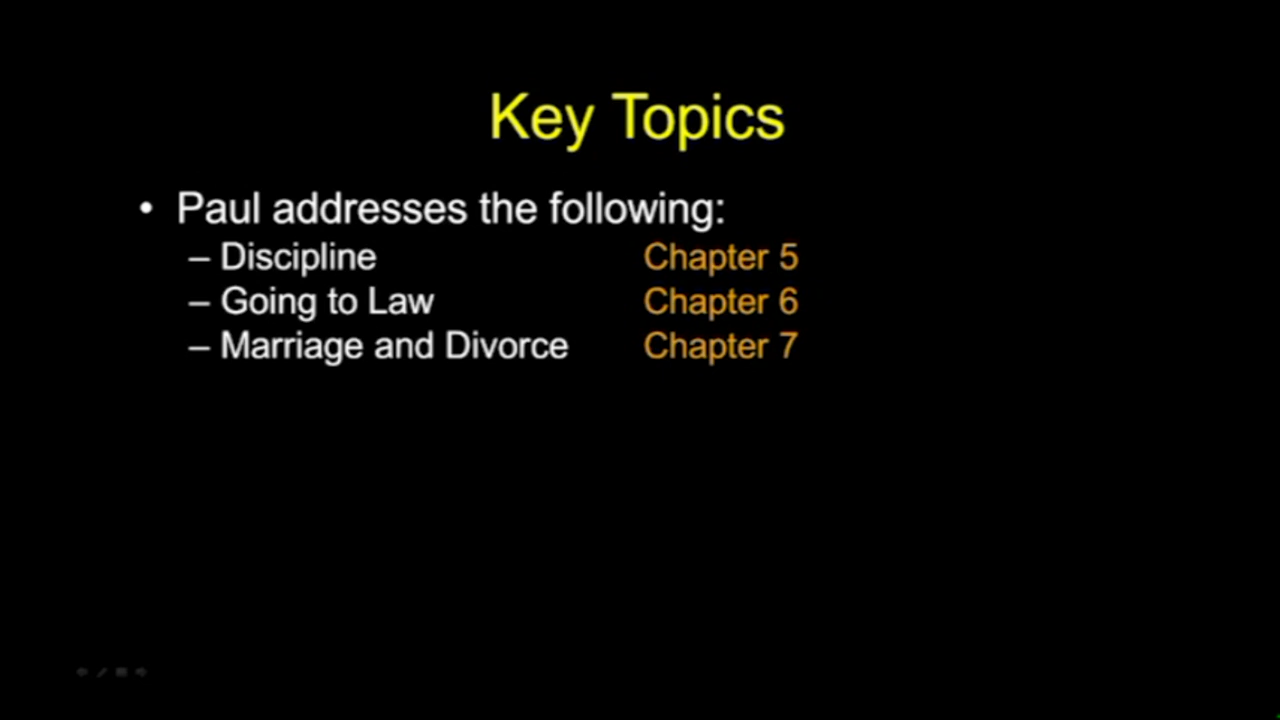 Key Topics
• Paul addresses the following:
– Discipline Chapter 5
– Going to Law Chapter 6
– Marriage and Divorce Chapter 7